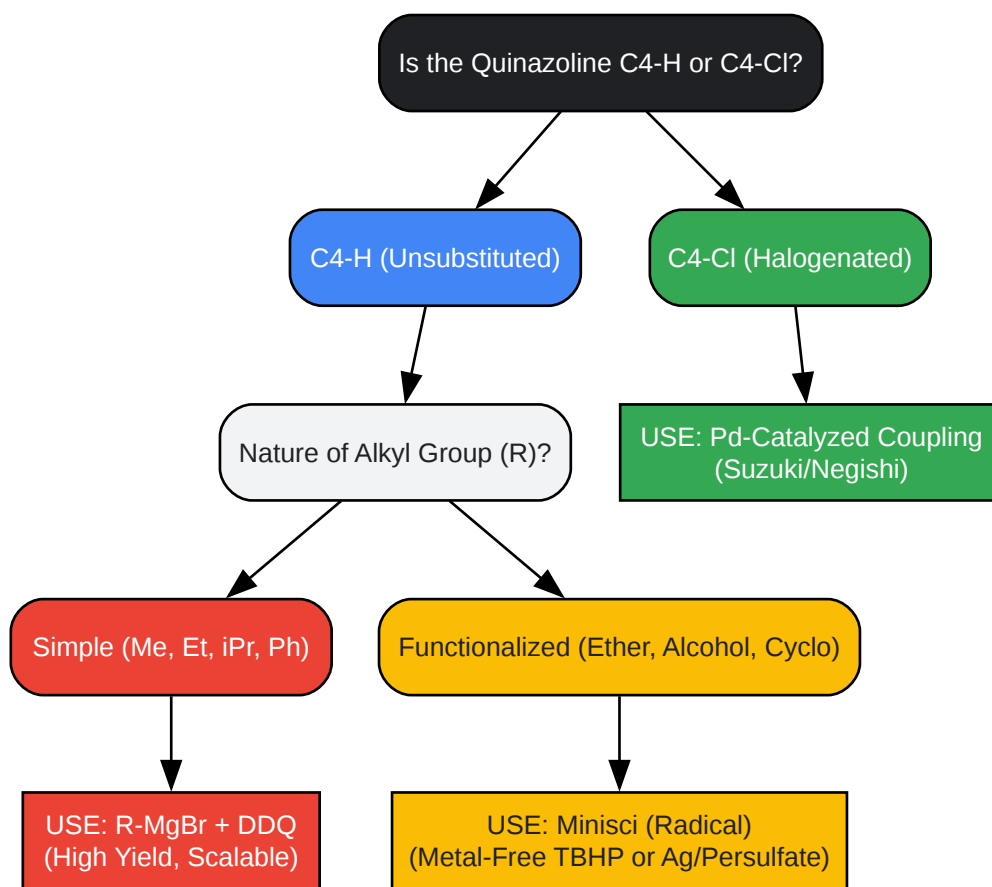 Is the Quinazoline C4-H or C4-Cl?
C4-H (Unsubstituted)
C4-Cl (Halogenated)
Nature of Alkyl Group (R)?
USE: Pd-Catalyzed Coupling
(Suzuki/Negishi)
Simple (Me, Et, iPr, Ph)
Functionalized (Ether, Alcohol, Cyclo)
USE: R-MgBr + DDQ
(High Yield, Scalable)
USE: Minisci (Radical)
(Metal-Free TBHP or Ag/Persulfate)